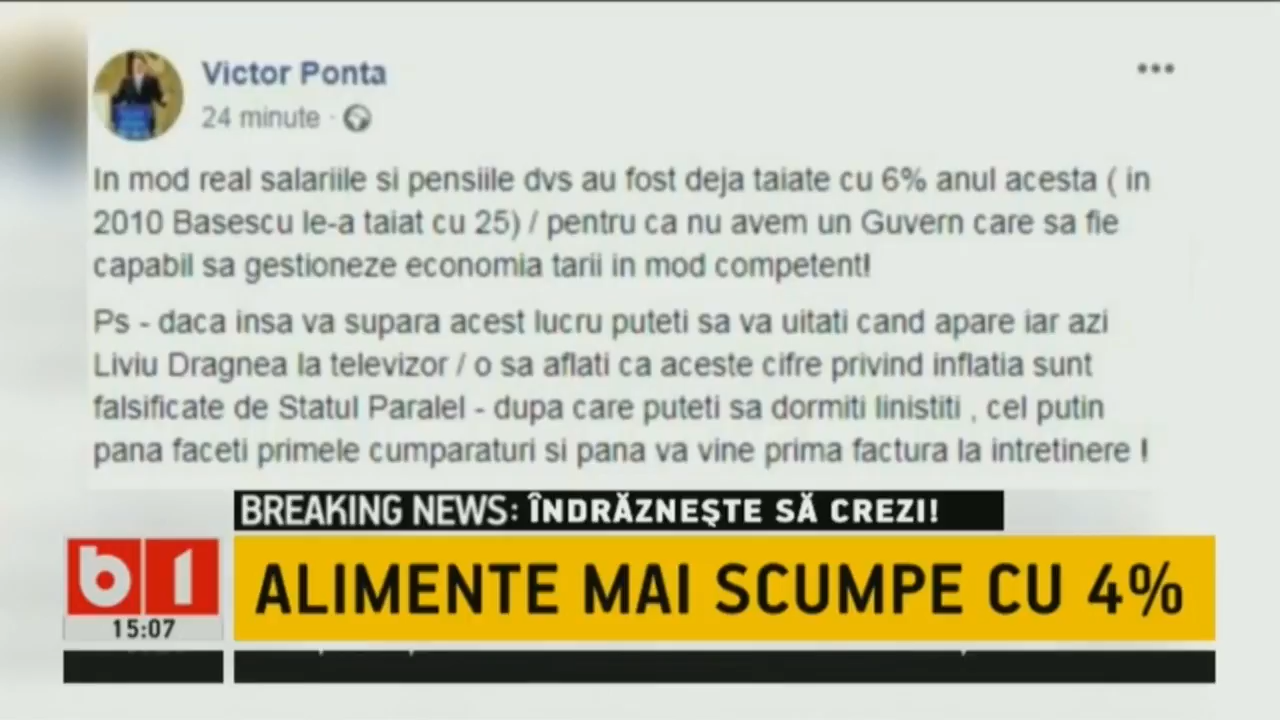 Victor Ponta
24 minute ·
In mod real salariile si pensiile dvs au fost deja taiate cu 6% anul acesta ( in
2010 Basescu le-a taiat cu 25) / pentru ca nu avem un Guvern care sa fie
capabil sa gestioneze economia tarii in mod competent!
Ps - daca insa va supara acest lucru puteti sa va uitati cand apare iar azi
Liviu Dragnea la televizor / o sa aflati ca aceste cifre privind inflatia sunt
falsificate de Statul Paralel - dupa care puteti sa dormiti linistiti , cel putin
pana faceti primele cumparaturi si pana va vine prima factura la intretinere !
BREAKING NEWS: ÎNDRĂZNEȘTE SĂ CREZI!
b1
ALIMENTE MAI SCUMPE CU 4%
15:07